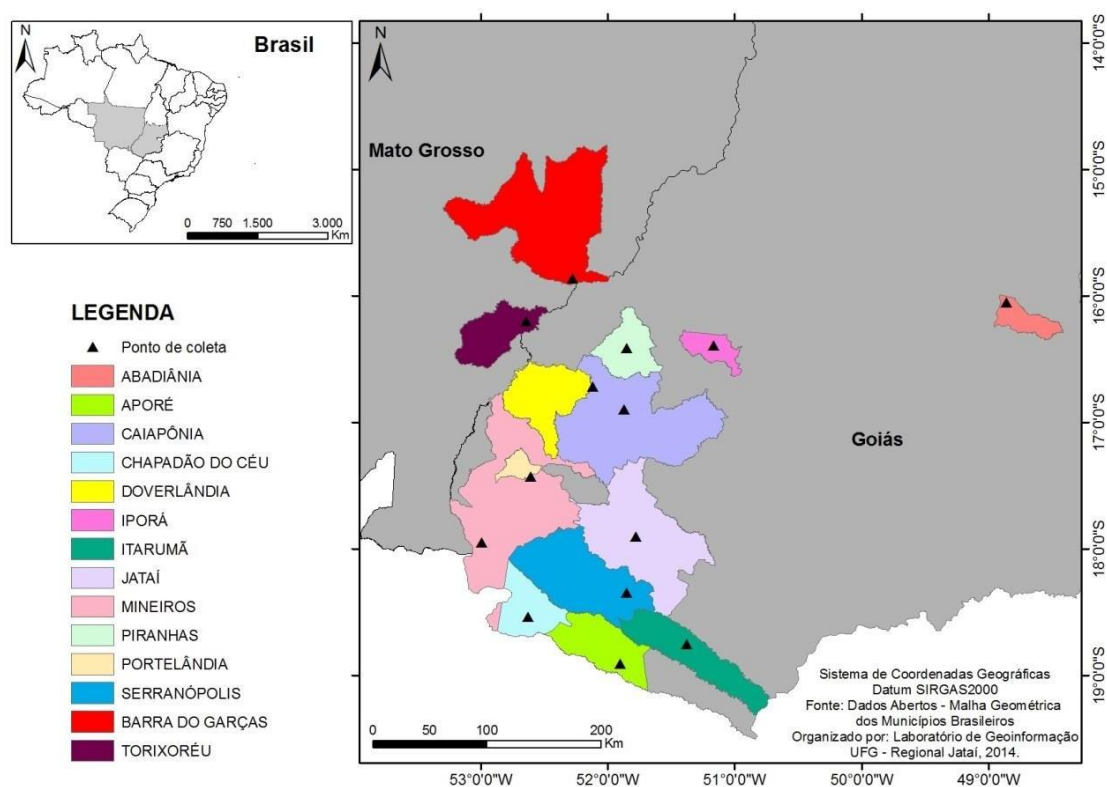 N
Brasil
0 750 1.500 3.000
Km
LEGENDA
Ponto de coleta
ABADIÂNIA
APORÉ
CAIAPÔNIA
CHAPADÃO DO CÉU
DOVERLÂNDIA
IPORÁ
ITARUMÃ
JATAÍ
MINEIROS
PIRANHAS
PORTELÂNDIA
SERRANÓPOLIS
BARRA DO GARÇAS
TORIXORÉU
N
Mato Grosso
Goiás
14°0'0"S
15°0'0"S
16°0'0"S
17°0'0"S
18°0'0"S
19°0'0"S
0 50 100 200
Km
Sistema de Coordenadas Geográficas
Datum SIRGAS2000
Fonte: Dados Abertos - Malha Geométrica
dos Municípios Brasileiros
Organizado por: Laboratório de Geoinformação
UFG - Regional Jataí, 2014.
53°0'0"W 52°0'0"W 51°0'0"W 50°0'0"W 49°0'0"W